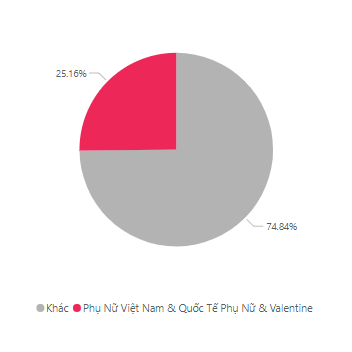 25.16%
74.84%
Khác Phụ Nữ Việt Nam & Quốc Tế Phụ Nữ & Valentine